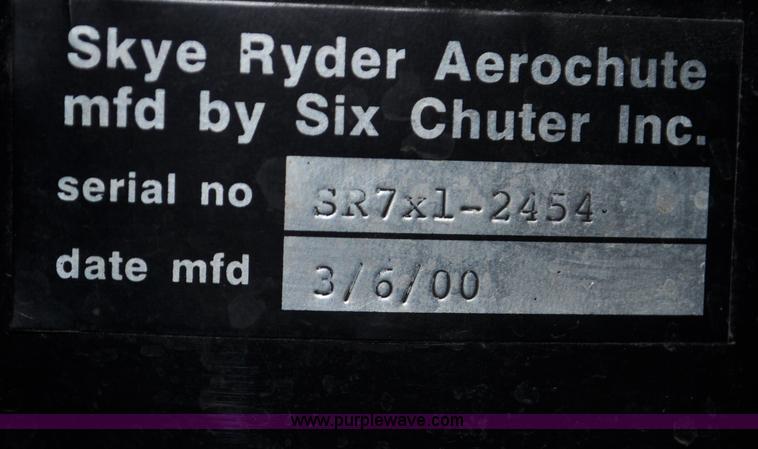 Skye Ryder Aerochute
mfd by Six Chuter Inc.
serial no SR7xl-2454
date mfd 3/6/00
www.purplewave.com